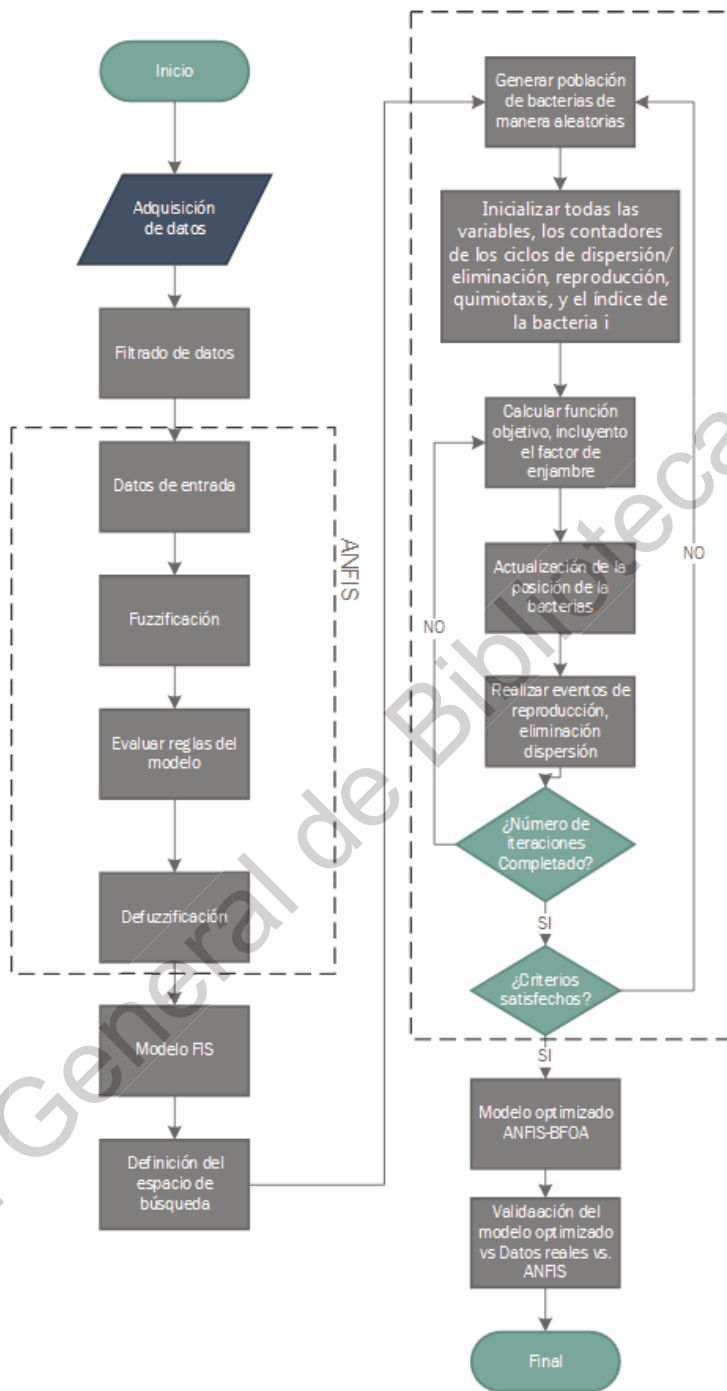 Inicio
Adquisición
de datos
Filtrado de datos
Datos de entrada
Fuzzificación
Evaluar reglas del
modelo
Defuzzificación
ANFIS
Modelo FIS
Definición del
espacio de
búsqueda
Generar población
de bacterias de
manera aleatorias
Inicializar todas las
variables, los contadores
de los ciclos de dispersión/
eliminación, reproducción,
quimiotaxis, y el índice de
la bacteria i
Calcular función
objetivo, incluyento
el factor de
enjambre
Actualización de la
posición de la
bacterias
Realizar eventos de
reproducción,
eliminación
dispersión
¿Número de
iteraciones
Completado?
NO
SI
¿Criterios
satisfechos?
NO
SI
Modelo optimizado
ANFIS-BFOA
Validaación del
modelo optimizado
vs Datos reales vs.
ANFIS
Final
General de Biblioteca